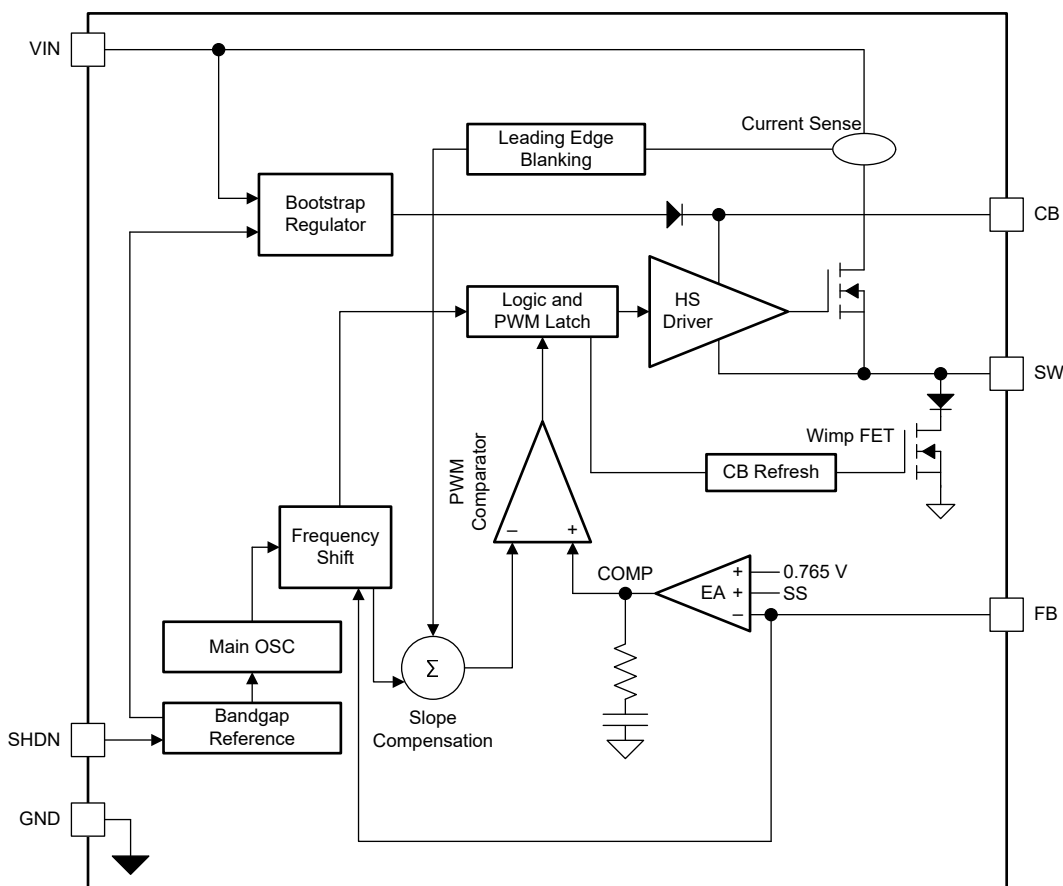 VIN
Current Sense
Leading Edge
Blanking
Bootstrap
Regulator
CB
Logic and
PWM Latch
HS
Driver
SW
Wimp FET
CB Refresh
PWM
Comparator
– +
Frequency
Shift
COMP
EA
+ 0.765 V
+ SS
–
FB
Main OSC
Σ
Slope
Compensation
SHDN
Bandgap
Reference
GND